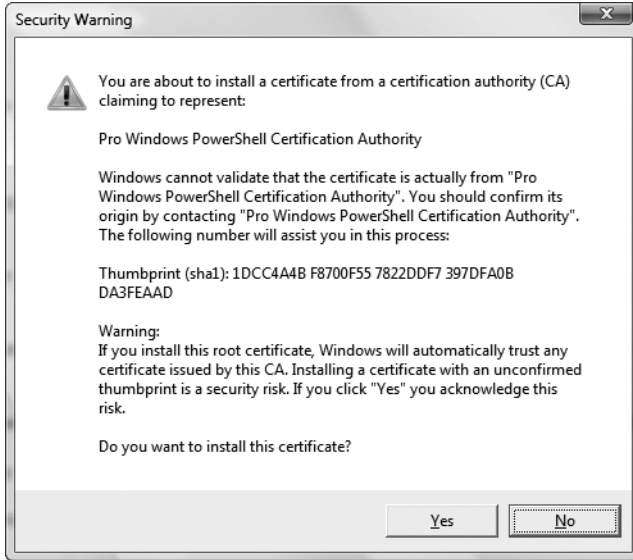 Security Warning
You are about to install a certificate from a certification authority (CA)
claiming to represent:
Pro Windows PowerShell Certification Authority
Windows cannot validate that the certificate is actually from "Pro
Windows PowerShell Certification Authority". You should confirm its
origin by contacting "Pro Windows PowerShell Certification Authority".
The following number will assist you in this process:
Thumbprint (sha1): 1DCC4A4B F8700F55 7822DDF7 397DFA0B
DA3FEAAD
Warning:
If you install this root certificate, Windows will automatically trust any
certificate issued by this CA. Installing a certificate with an unconfirmed
thumbprint is a security risk. If you click "Yes" you acknowledge this
risk.
Do you want to install this certificate?
Yes
No